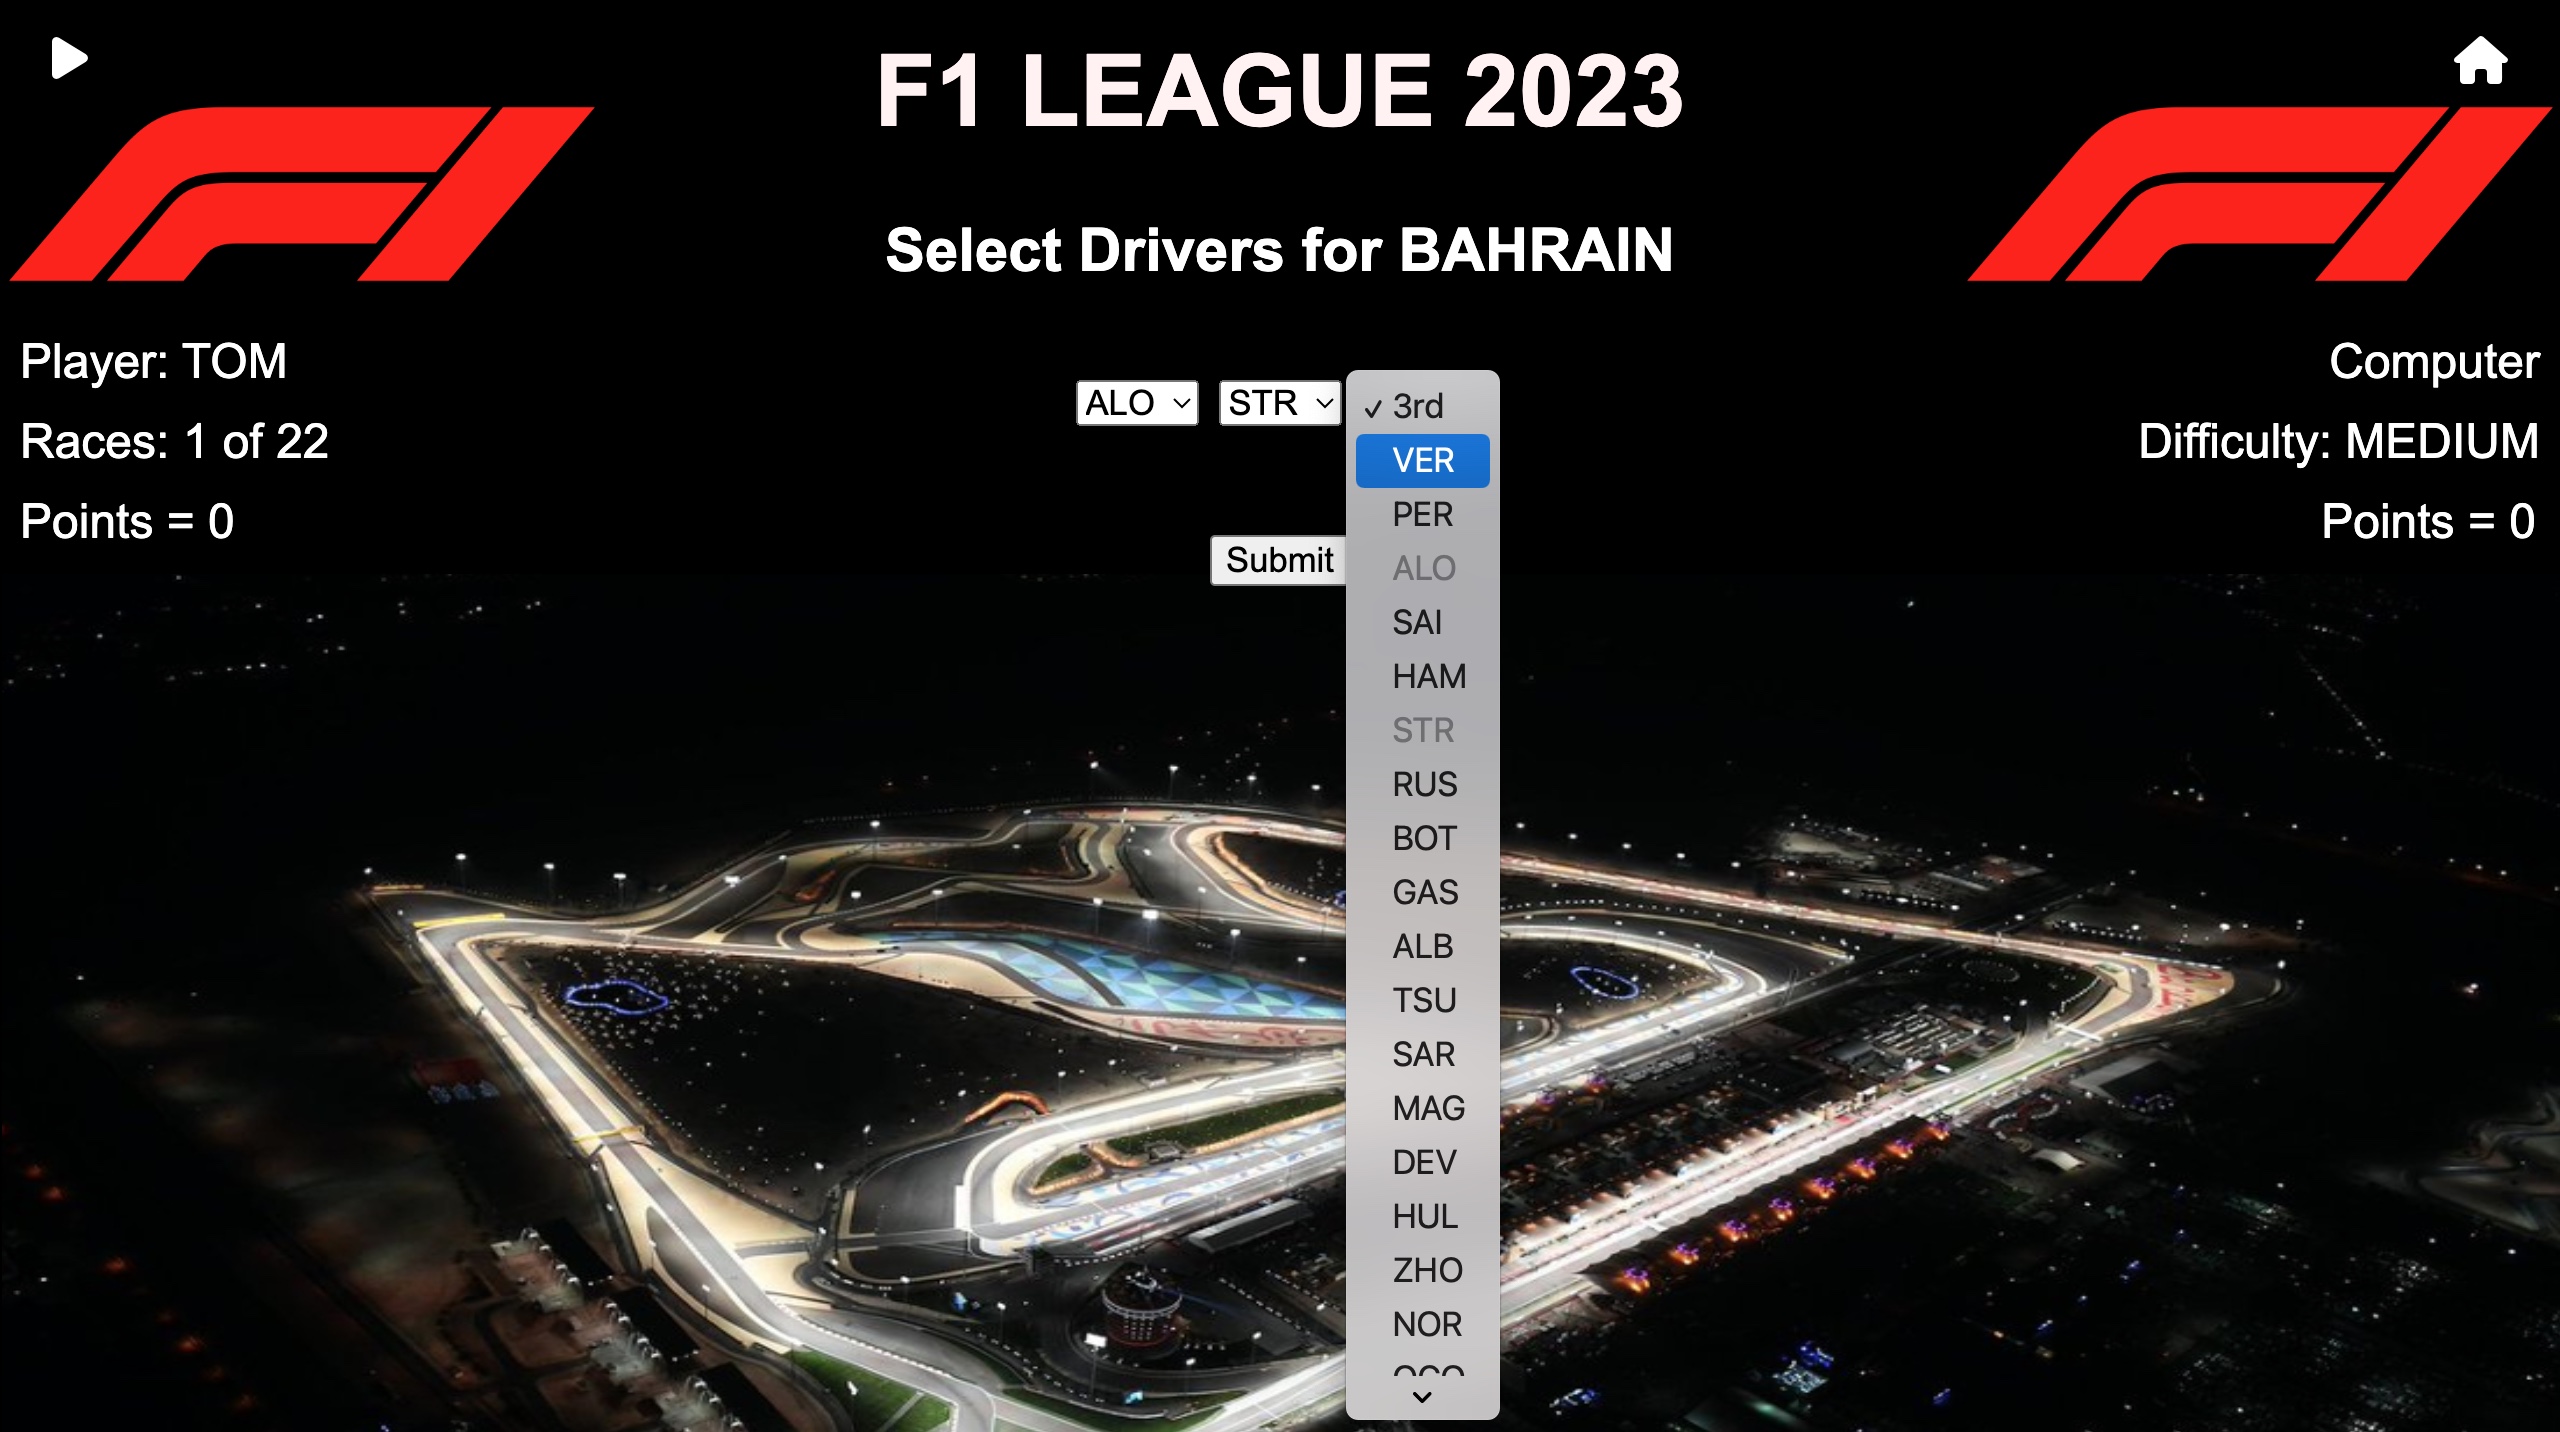 F1 LEAGUE 2023
Select Drivers for BAHRAIN
Player: TOM
Races: 1 of 22
Points = 0
Computer
Difficulty: MEDIUM
Points = 0
ALO
STR
3rd
VER
PER
ALO
SAI
HAM
STR
RUS
BOT
GAS
ALB
TSU
SAR
MAG
DEV
HUL
ZHO
NOR
Submit